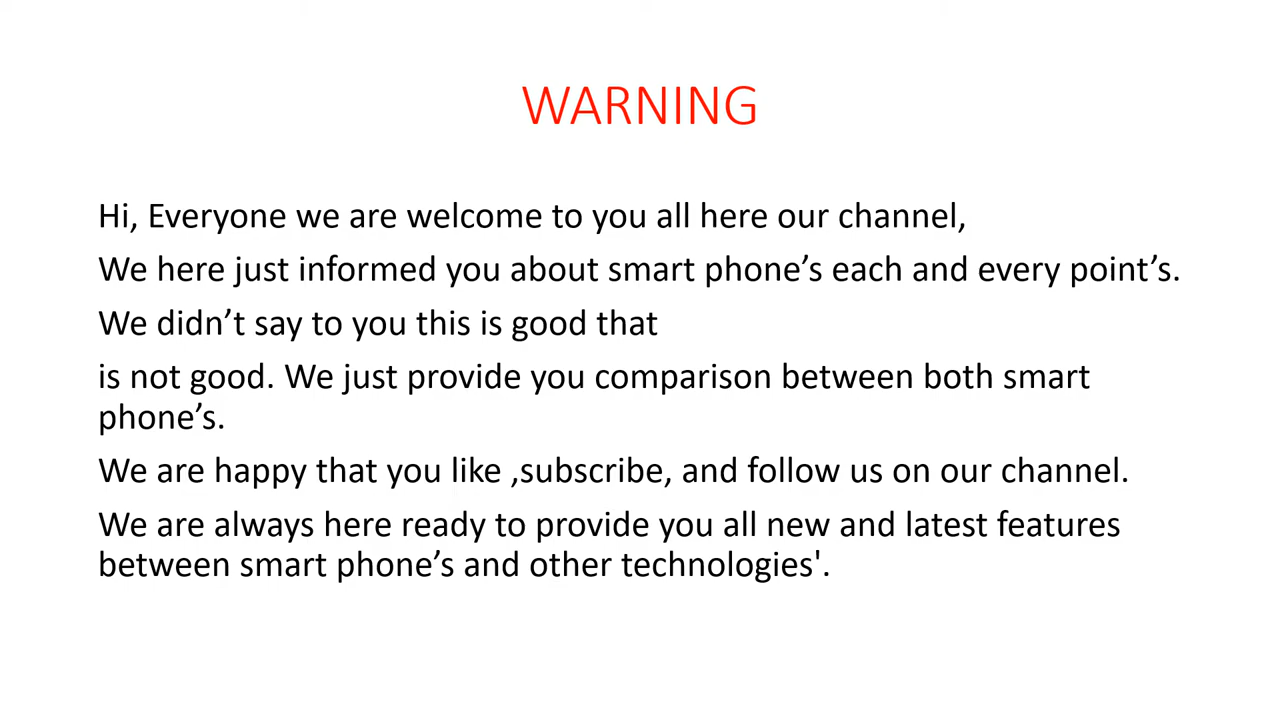 WARNING
Hi, Everyone we are welcome to you all here our channel,
We here just informed you about smart phone’s each and every point’s.
We didn’t say to you this is good that
is not good. We just provide you comparison between both smart
phone’s.
We are happy that you like ,subscribe, and follow us on our channel.
We are always here ready to provide you all new and latest features
between smart phone’s and other technologies'.